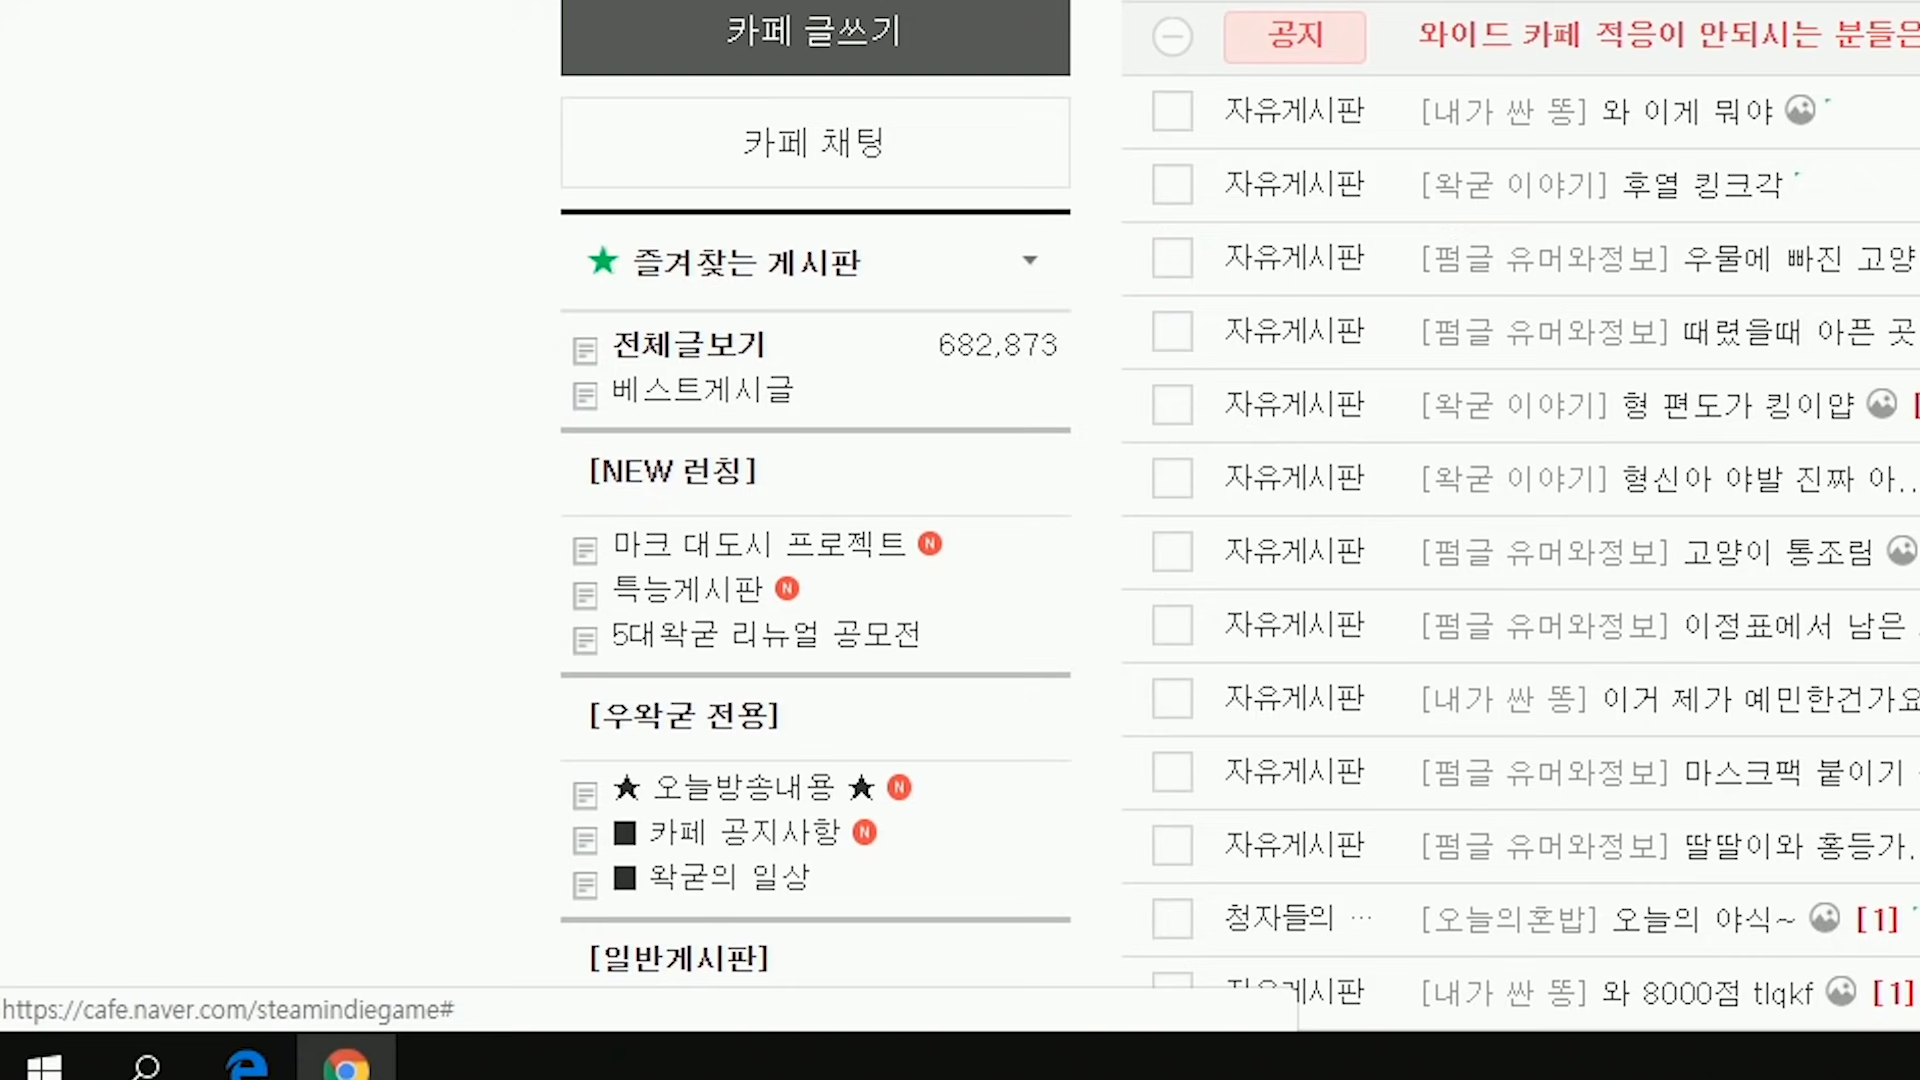 카페 글쓰기
카페 채팅
★ 즐겨찾는 게시판
전체글보기 682,873
베스트게시글
[NEW 런칭]
마크 대도시 프로젝트 N
특능게시판 N
5대왁굳 리뉴얼 공모전
[우왁굳 전용]
★ 오늘방송내용 ★ N
■ 카페 공지사항 N
■ 왁굳의 일상
[일반게시판]
공지 와이드 카페 적응이 안되시는 분들은
자유게시판 [내가 싼 똥] 와 이게 뭐야
자유게시판 [왁굳 이야기] 후열 킹크각
자유게시판 [펌글 유머와정보] 우물에 빠진 고양
자유게시판 [펌글 유머와정보] 때렸을때 아픈 곳
자유게시판 [왁굳 이야기] 형 편도가 킹이얍 [
자유게시판 [왁굳 이야기] 형신아 야발 진짜 아..
자유게시판 [펌글 유머와정보] 고양이 통조림
자유게시판 [펌글 유머와정보] 이정표에서 남은
자유게시판 [내가 싼 똥] 이거 제가 예민한건가요
자유게시판 [펌글 유머와정보] 마스크팩 붙이기
자유게시판 [펌글 유머와정보] 딸딸이와 홍등가.
청자들의 ··· [오늘의혼밥] 오늘의 야식~ [1]
자유게시판 [내가 싼 똥] 와 8000점 tlqkf [1]
https://cafe.naver.com/steamindiegame#